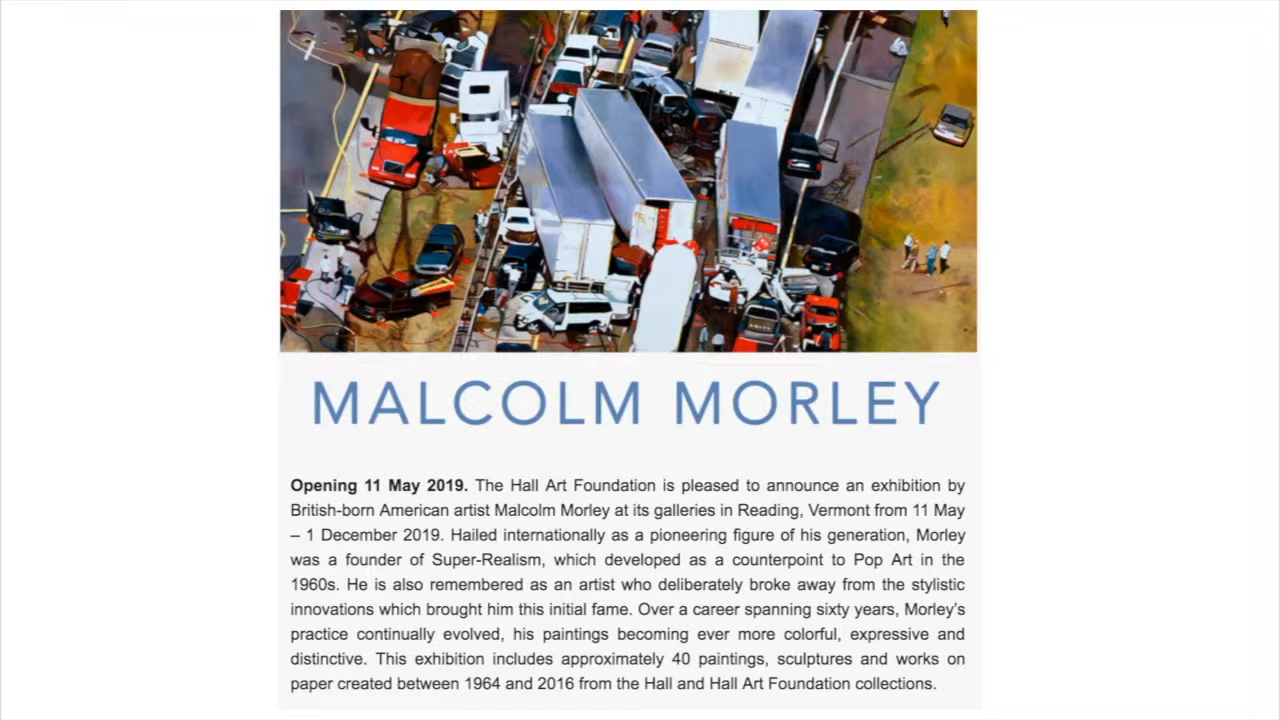 MALCOLM MORLEY
Opening 11 May 2019. The Hall Art Foundation is pleased to announce an exhibition by
British-born American artist Malcolm Morley at its galleries in Reading, Vermont from 11 May
– 1 December 2019. Hailed internationally as a pioneering figure of his generation, Morley
was a founder of Super-Realism, which developed as a counterpoint to Pop Art in the
1960s. He is also remembered as an artist who deliberately broke away from the stylistic
innovations which brought him this initial fame. Over a career spanning sixty years, Morley’s
practice continually evolved, his paintings becoming ever more colorful, expressive and
distinctive. This exhibition includes approximately 40 paintings, sculptures and works on
paper created between 1964 and 2016 from the Hall and Hall Art Foundation collections.